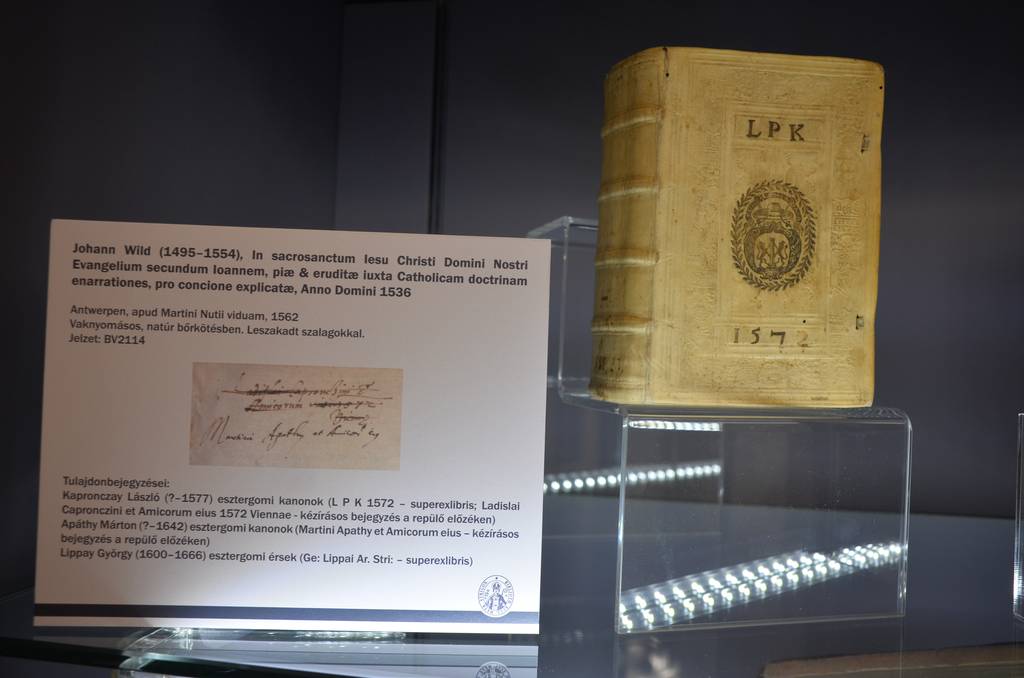 Johann Wild (1495–1554), In sacrosanctum Iesu Christi Domini Nostri
Evangelium secundum Ioannem, piæ & eruditæ iuxta Catholicam doctrinam
enarrationes, pro concione explicatæ, Anno Domini 1536
Antwerpen, apud Martini Nutii viduam, 1562
Vaknyomásos, natúr bőrkötésben. Leszakadt szalagokkal.
Jelzet: BV2114
Martini Apathy et Amicor
Tulajdonbejegyzései:
Kapronczay László (?–1577) esztergomi kanonok (L P K 1572 – superexlibris; Ladislai
Capronczini et Amicorum eius 1572 Viennae - kézírásos bejegyzés a repülő előzéken)
Apáthy Márton (?–1642) esztergomi kanonok (Martini Apathy et Amicorum eius – kézírásos
bejegyzés a repülő előzéken)
Lippay György (1600–1666) esztergomi érsek (Ge: Lippai Ar. Stri: – superexlibris)
L P K
1572